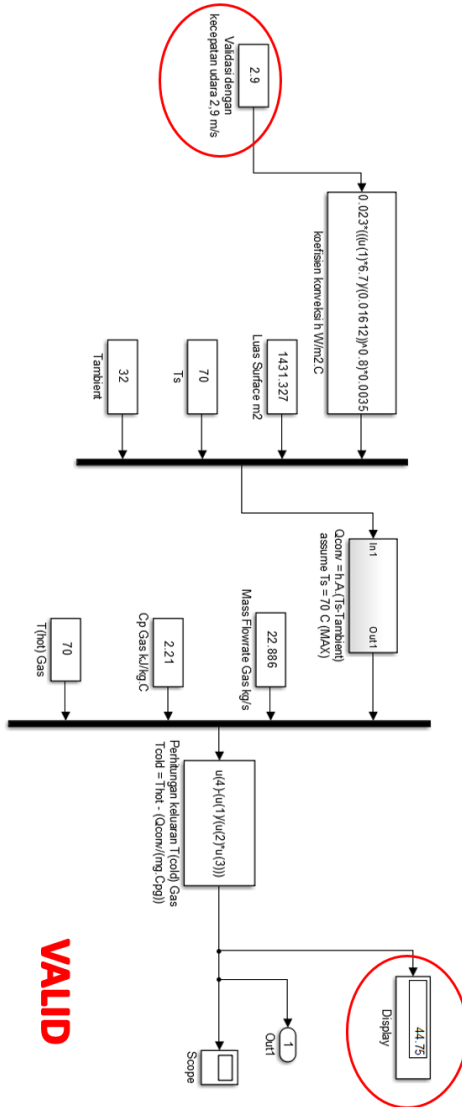 2.9
Validasi dengan
kecepatan udara 2,9 m/s
0.023*(((u(1)*6.7)/(0.01612))^0.8)*0.0035
koefisien konveksi h W/m2.C
1431.327
Luas Surface m2
70
Ts
32
Tambient
In1
Out1
Qconv = h.A.(Ts-Tambient)
assume Ts = 70 C (MAX)
22.886
Mass Flowrate Gas kg/s
2.21
Cp Gas kJ/kg.C
70
T(hot) Gas
u(4)-(u(1)/(u(2)*u(3)))
Perhitungan keluaran T(cold) Gas
Tcold = Thot - (Qconv/(mg.Cpg))
44.75
Display
1
Out1
Scope
VALID